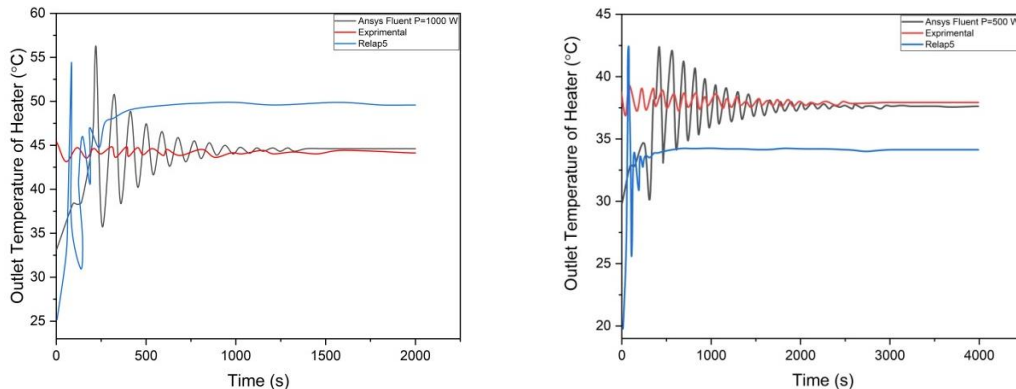 60
55
50
45
40
35
30
25
0
500
1000
1500
2000
Outlet Temperature of Heater (°C)
Time (s)
Ansys Fluent P=1000 W
Exprimental
Relap5
45
40
35
30
25
20
0
1000
2000
3000
4000
Outlet Temperature of Heater (°C)
Time (s)
Ansys Fluent P=500 W
Exprimental
Relap5